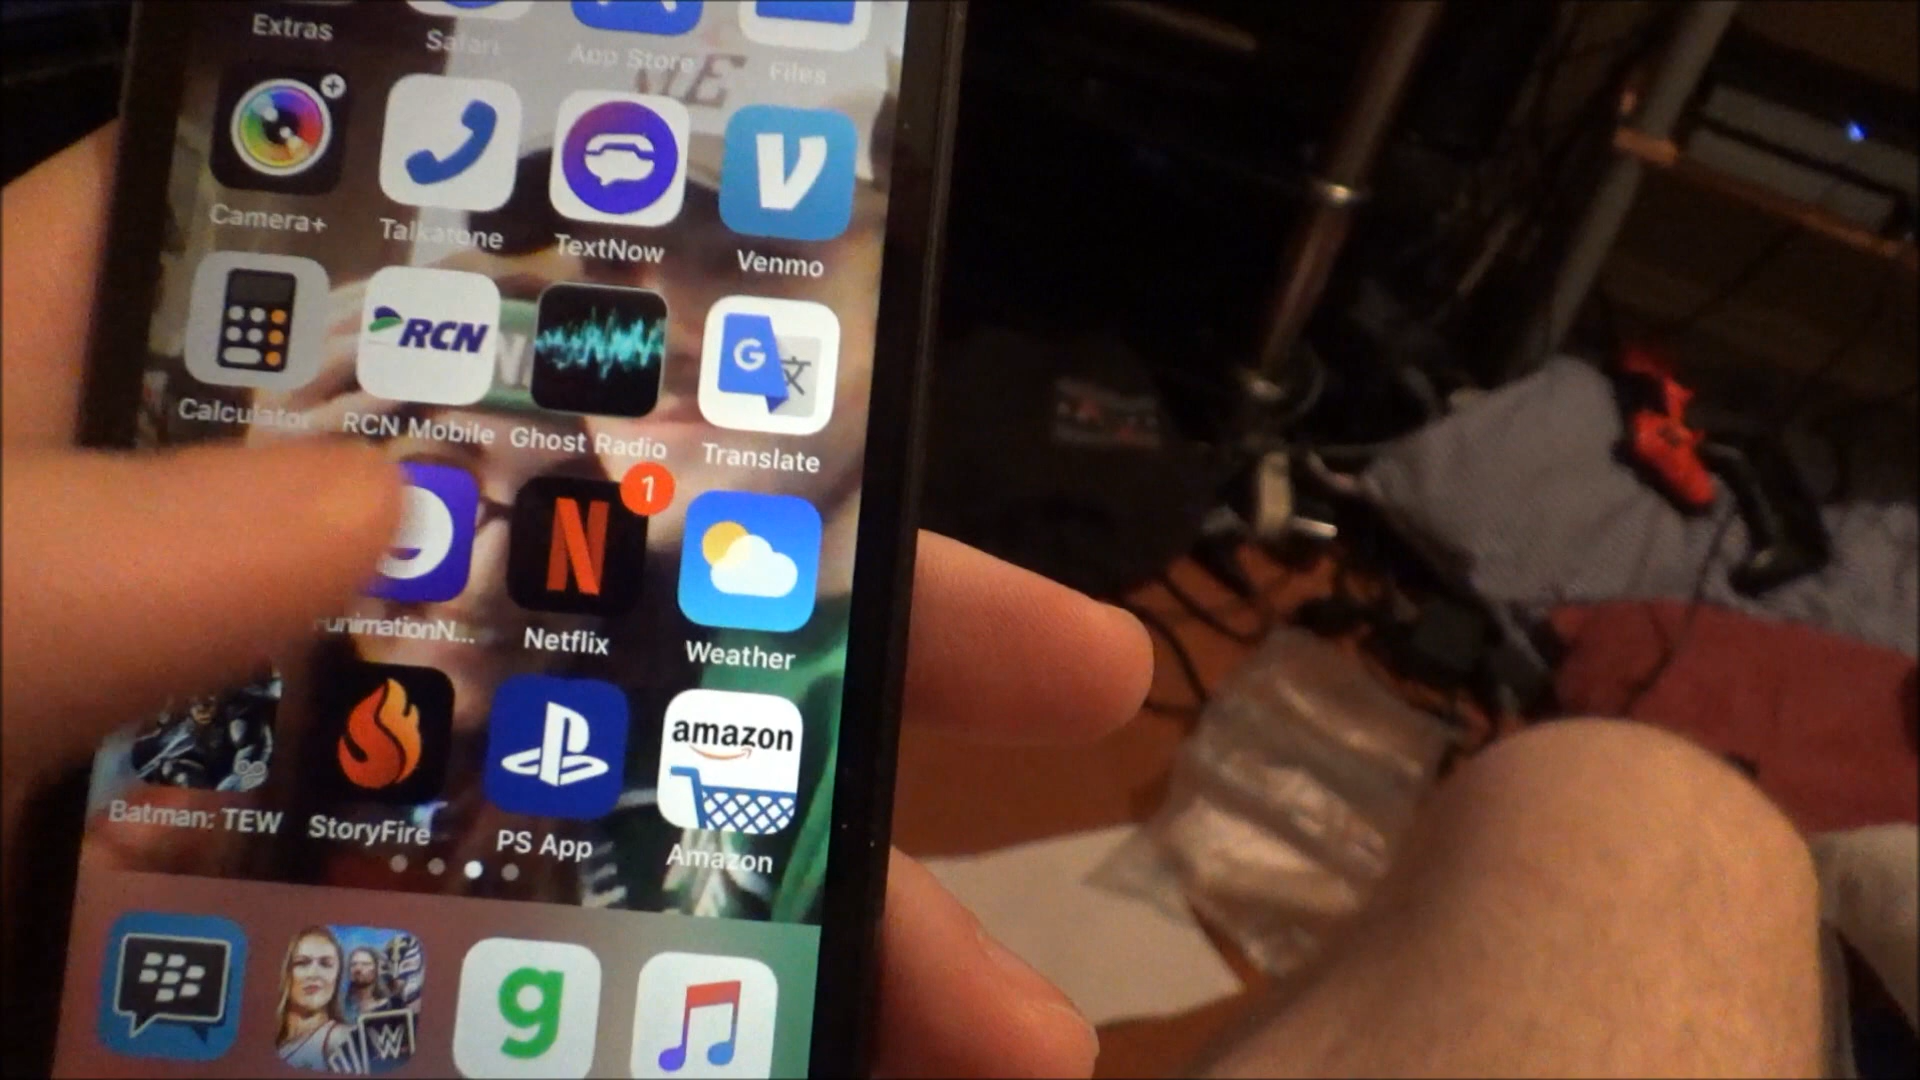 Extras Safari App Store Files
Camera+ Talkatone TextNow Venmo
RCN
Calculator RCN Mobile Ghost Radio Translate
1
FunimationN... Netflix Weather
amazon
Batman: TEW StoryFire PS App Amazon